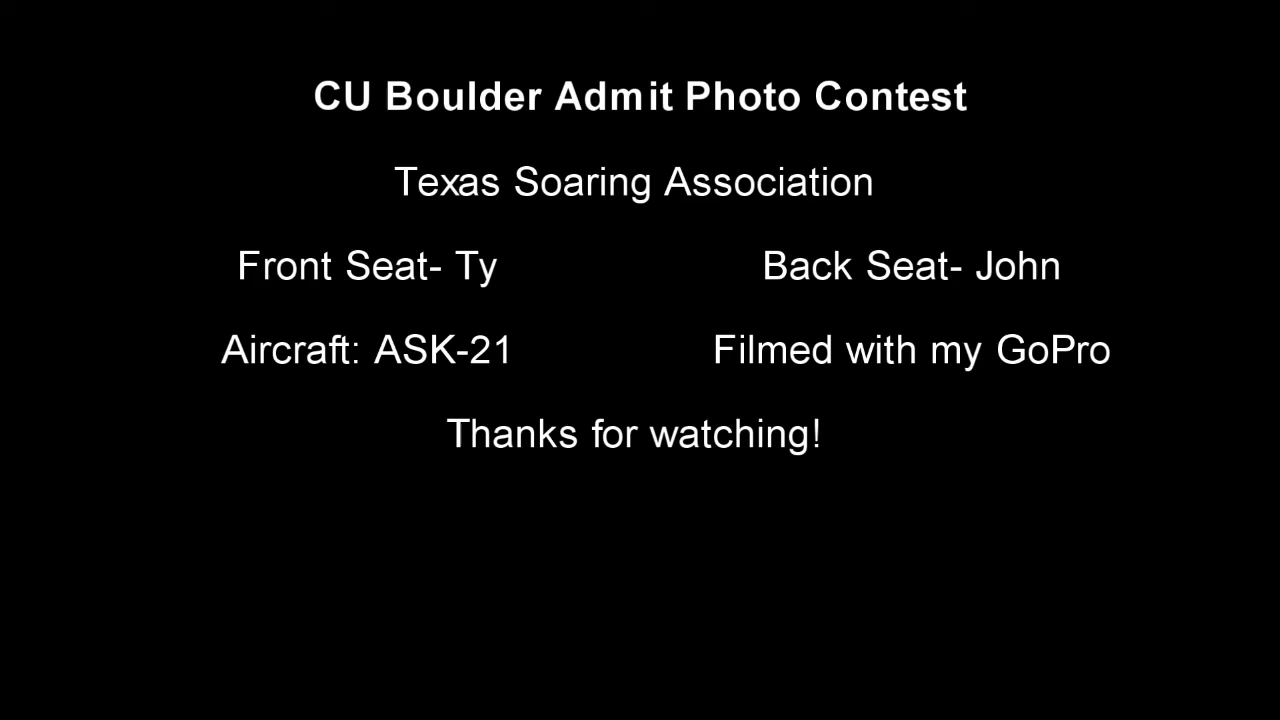 CU Boulder Admit Photo Contest
Texas Soaring Association
Front Seat- Ty Back Seat- John
Aircraft: ASK-21 Filmed with my GoPro
Thanks for watching!